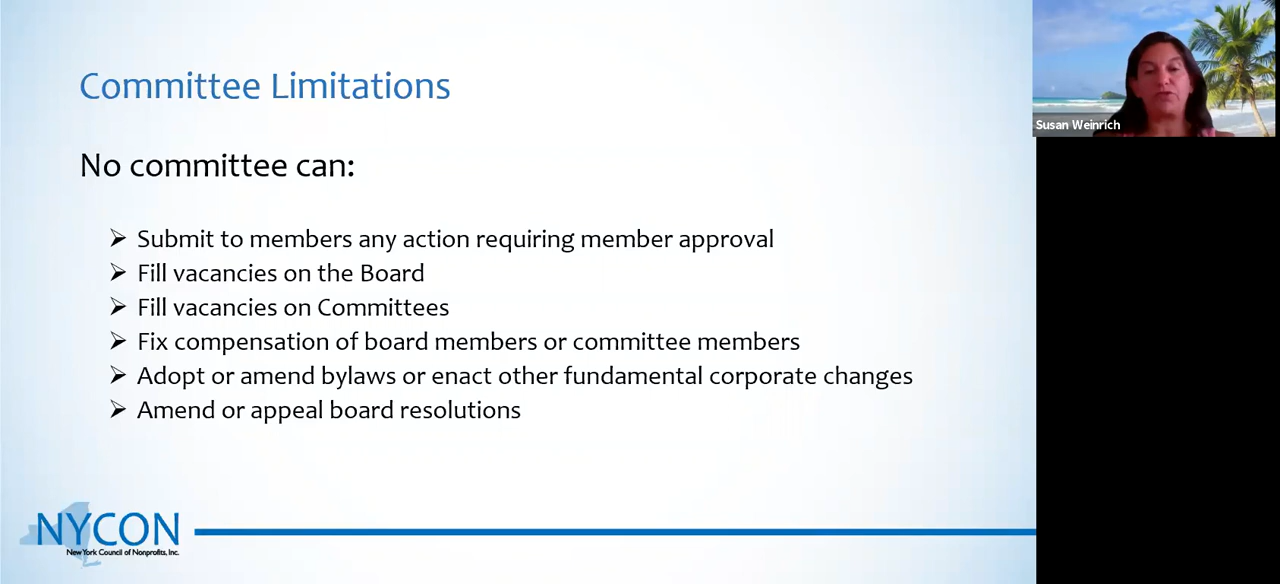 Committee Limitations
No committee can:
➢ Submit to members any action requiring member approval
➢ Fill vacancies on the Board
➢ Fill vacancies on Committees
➢ Fix compensation of board members or committee members
➢ Adopt or amend bylaws or enact other fundamental corporate changes
➢ Amend or appeal board resolutions
NYCON
New York Council of Nonprofits, Inc.
Susan Weinrich